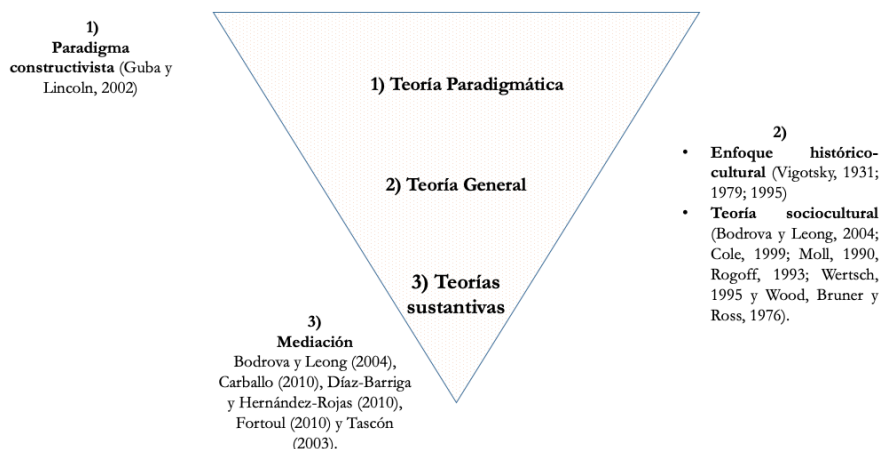 1)
Paradigma
constructivista (Guba y
Lincoln, 2002)
1) Teoría Paradigmática
2) Teoría General
3) Teorías
sustantivas
2)
• Enfoque histórico-
cultural (Vigotsky, 1931;
1979; 1995)
• Teoría sociocultural
(Bodrova y Leong, 2004;
Cole, 1999; Moll, 1990,
Rogoff, 1993; Wertsch,
1995 y Wood, Bruner y
Ross, 1976).
3)
Mediación
Bodrova y Leong (2004),
Carballo (2010), Díaz-Barriga
y Hernández-Rojas (2010),
Fortoul (2010) y Tascón
(2003).